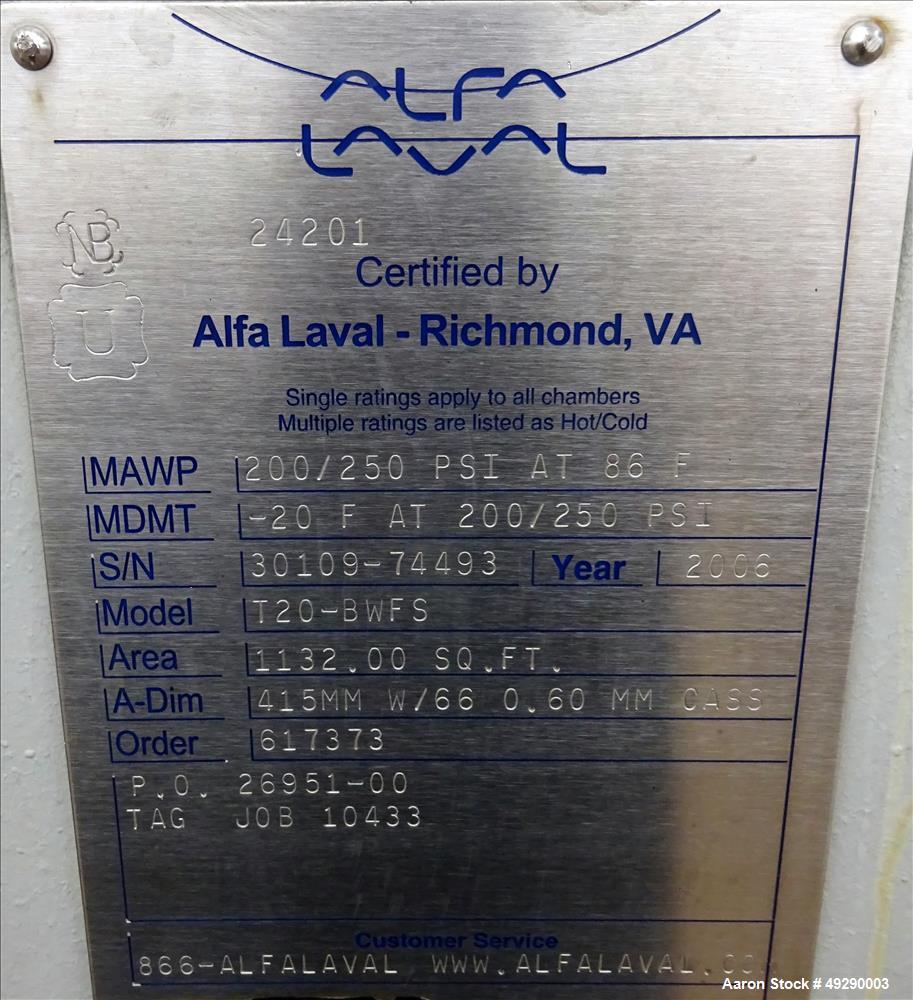 ALFA
LAVAL
NB
24201
U
Certified by
Alfa Laval - Richmond, VA
Single ratings apply to all chambers
Multiple ratings are listed as Hot/Cold
MAWP 200/250 PSI AT 86 F
MDMT -20 F AT 200/250 PSI
S/N 30109-74493 Year 2006
Model T20-BWFS
Area 1132.00 SQ.FT.
A-Dim 415MM W/66 0.60 MM CASS
Order 617373
P.O. 26951-00
TAG JOB 10433
Customer Service
866-ALFALAVAL WWW.ALFALAVAL.COM
Aaron Stock # 49290003